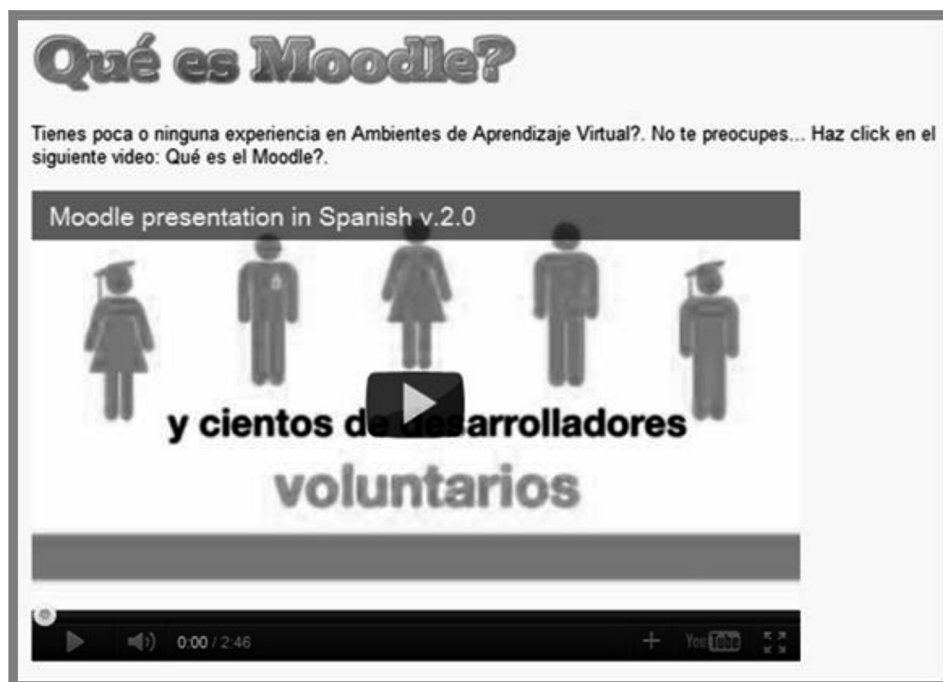 Qué es Moodle?
Tienes poca o ninguna experiencia en Ambientes de Aprendizaje Virtual?. No te preocupes... Haz click en el
siguiente video: Qué es el Moodle?.
Moodle presentation in Spanish v.2.0
y cientos de desarrolladores
voluntarios
0:00 / 2:46
YouTube